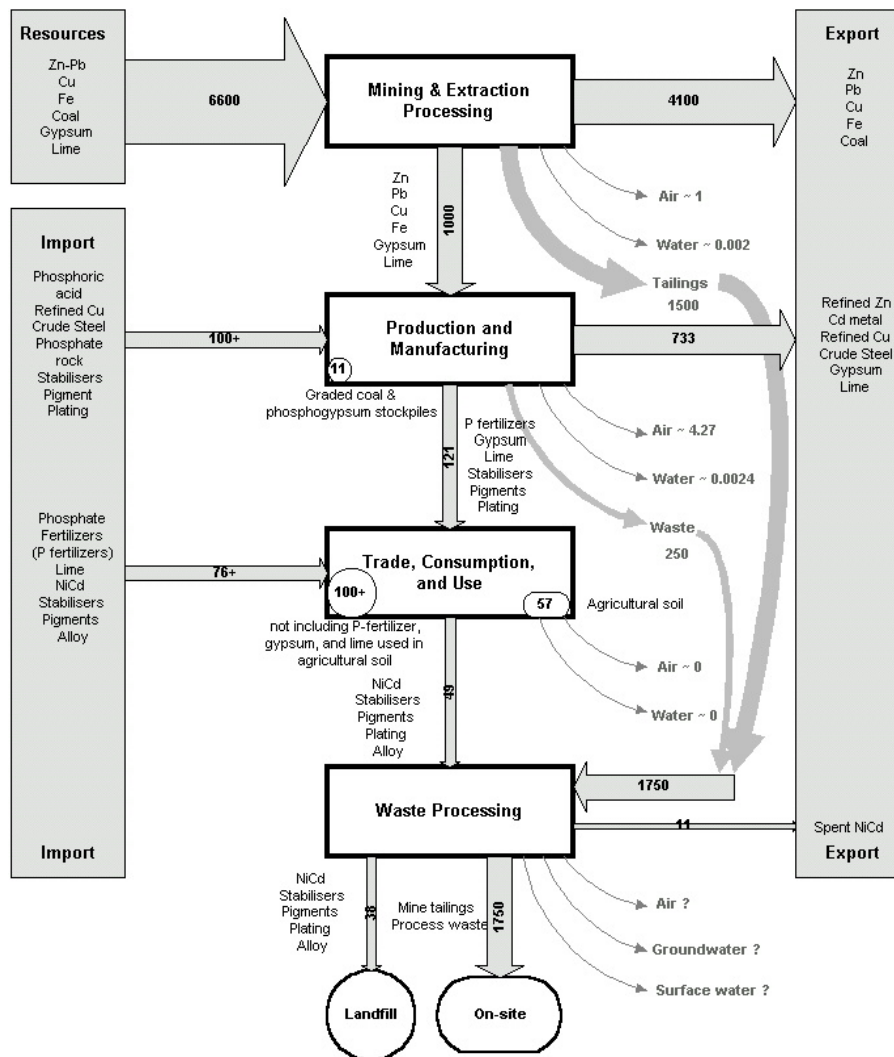 Resources
Zn-Pb
Cu
Fe
Coal
Gypsum
Lime
6600
Mining & Extraction
Processing
4100
Export
Zn
Pb
Cu
Fe
Coal
Zn
Pb
Cu
Fe
Gypsum
Lime
1000
Air ~ 1
Water ~ 0.002
Tailings
1500
Import
Phosphoric
acid
Refined Cu
Crude Steel
Phosphate
rock
Stabilisers
Pigment
Plating
100+
Production and
Manufacturing
11
Graded coal &
phosphogypsum stockpiles
733
Refined Zn
Cd metal
Refined Cu
Crude Steel
Gypsum
Lime
121
P fertilizers
Gypsum
Lime
Stabilisers
Pigments
Plating
Air ~ 4.27
Water ~ 0.0024
Waste
250
Phosphate
Fertilizers
(P fertilizers)
Lime
NiCd
Stabilisers
Pigments
Alloy
76+
Trade, Consumption,
and Use
100+
57
Agricultural soil
not including P-fertilizer,
gypsum, and lime used in
agricultural soil
Air ~ 0
Water ~ 0
NiCd
Stabilisers
Pigments
Plating
Alloy
49
1750
Waste Processing
11
Spent NiCd
Import
Export
NiCd
Stabilisers
Pigments
Plating
Alloy
38
Mine tailings
Process waste
1750
Air ?
Groundwater ?
Surface water ?
Landfill
On-site